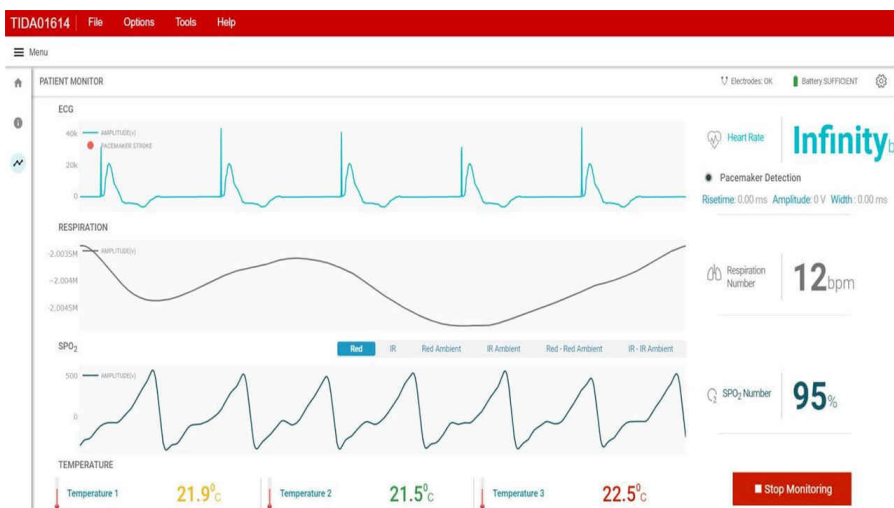 TIDA01614 File Options Tools Help
Menu
PATIENT MONITOR Electrodes: OK Battery SUFFICIENT
ECG
40k AMPLITUDE(v)
PACEMAKER STROKE
20k
0
Heart Rate Infinityb
Pacemaker Detection
Risetime: 0.00 ms Amplitude: 0 V Width : 0.00 ms
RESPIRATION
-2.0035M AMPLITUDE(v)
-2.004M
-2.0045M
Respiration Number 12bpm
SPO2 Red IR Red Ambient IR Ambient Red - Red Ambient IR - IR Ambient
500 AMPLITUDE(v)
0
SPO2 Number 95%
TEMPERATURE
Temperature 1 21.9°C Temperature 2 21.5°C Temperature 3 22.5°C
Stop Monitoring